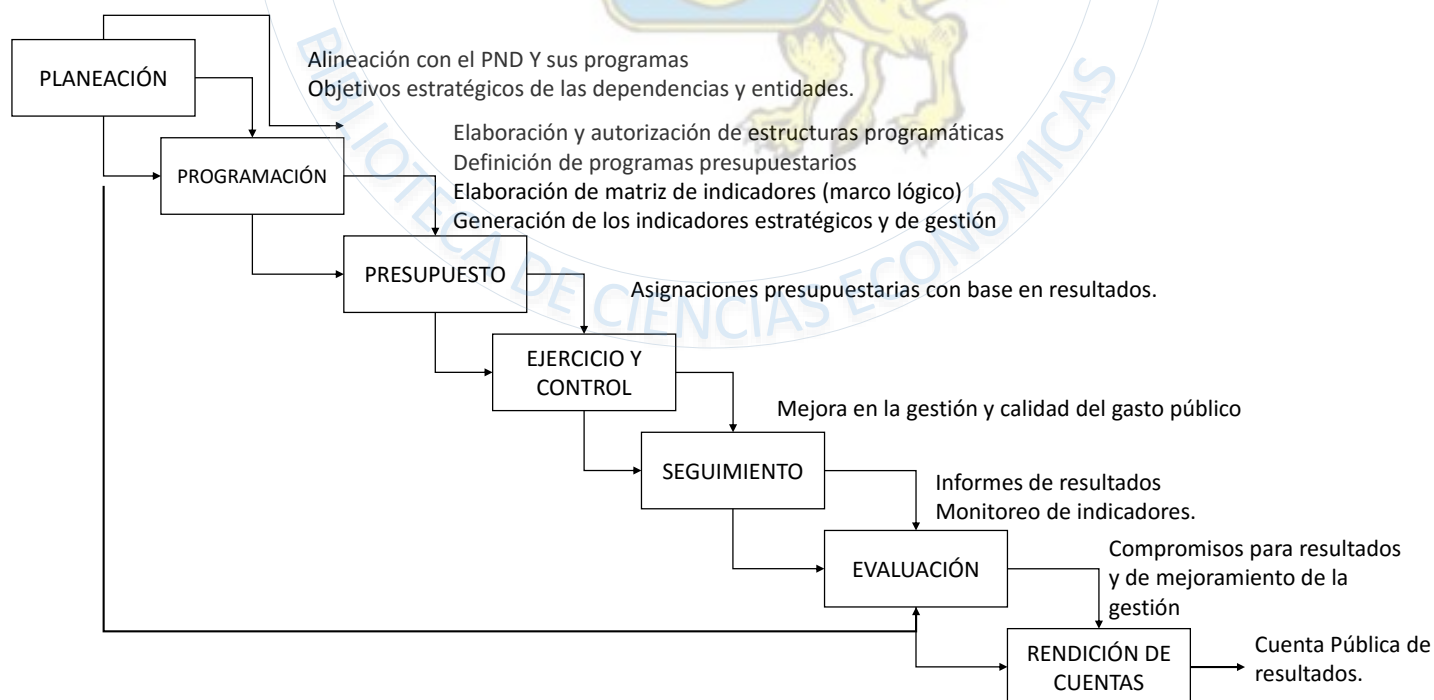 PLANEACIÓN
Alineación con el PND Y sus programas
Objetivos estratégicos de las dependencias y entidades.
PROGRAMACIÓN
Elaboración y autorización de estructuras programáticas
Definición de programas presupuestarios
Elaboración de matriz de indicadores (marco lógico)
Generación de los indicadores estratégicos y de gestión
PRESUPUESTO
Asignaciones presupuestarias con base en resultados.
EJERCICIO Y
CONTROL
Mejora en la gestión y calidad del gasto público
SEGUIMIENTO
Informes de resultados
Monitoreo de indicadores.
EVALUACIÓN
Compromisos para resultados
y de mejoramiento de la
gestión
RENDICIÓN DE
CUENTAS
Cuenta Pública de
resultados.
BIBLIOTECA DE CIENCIAS ECONÓMICAS